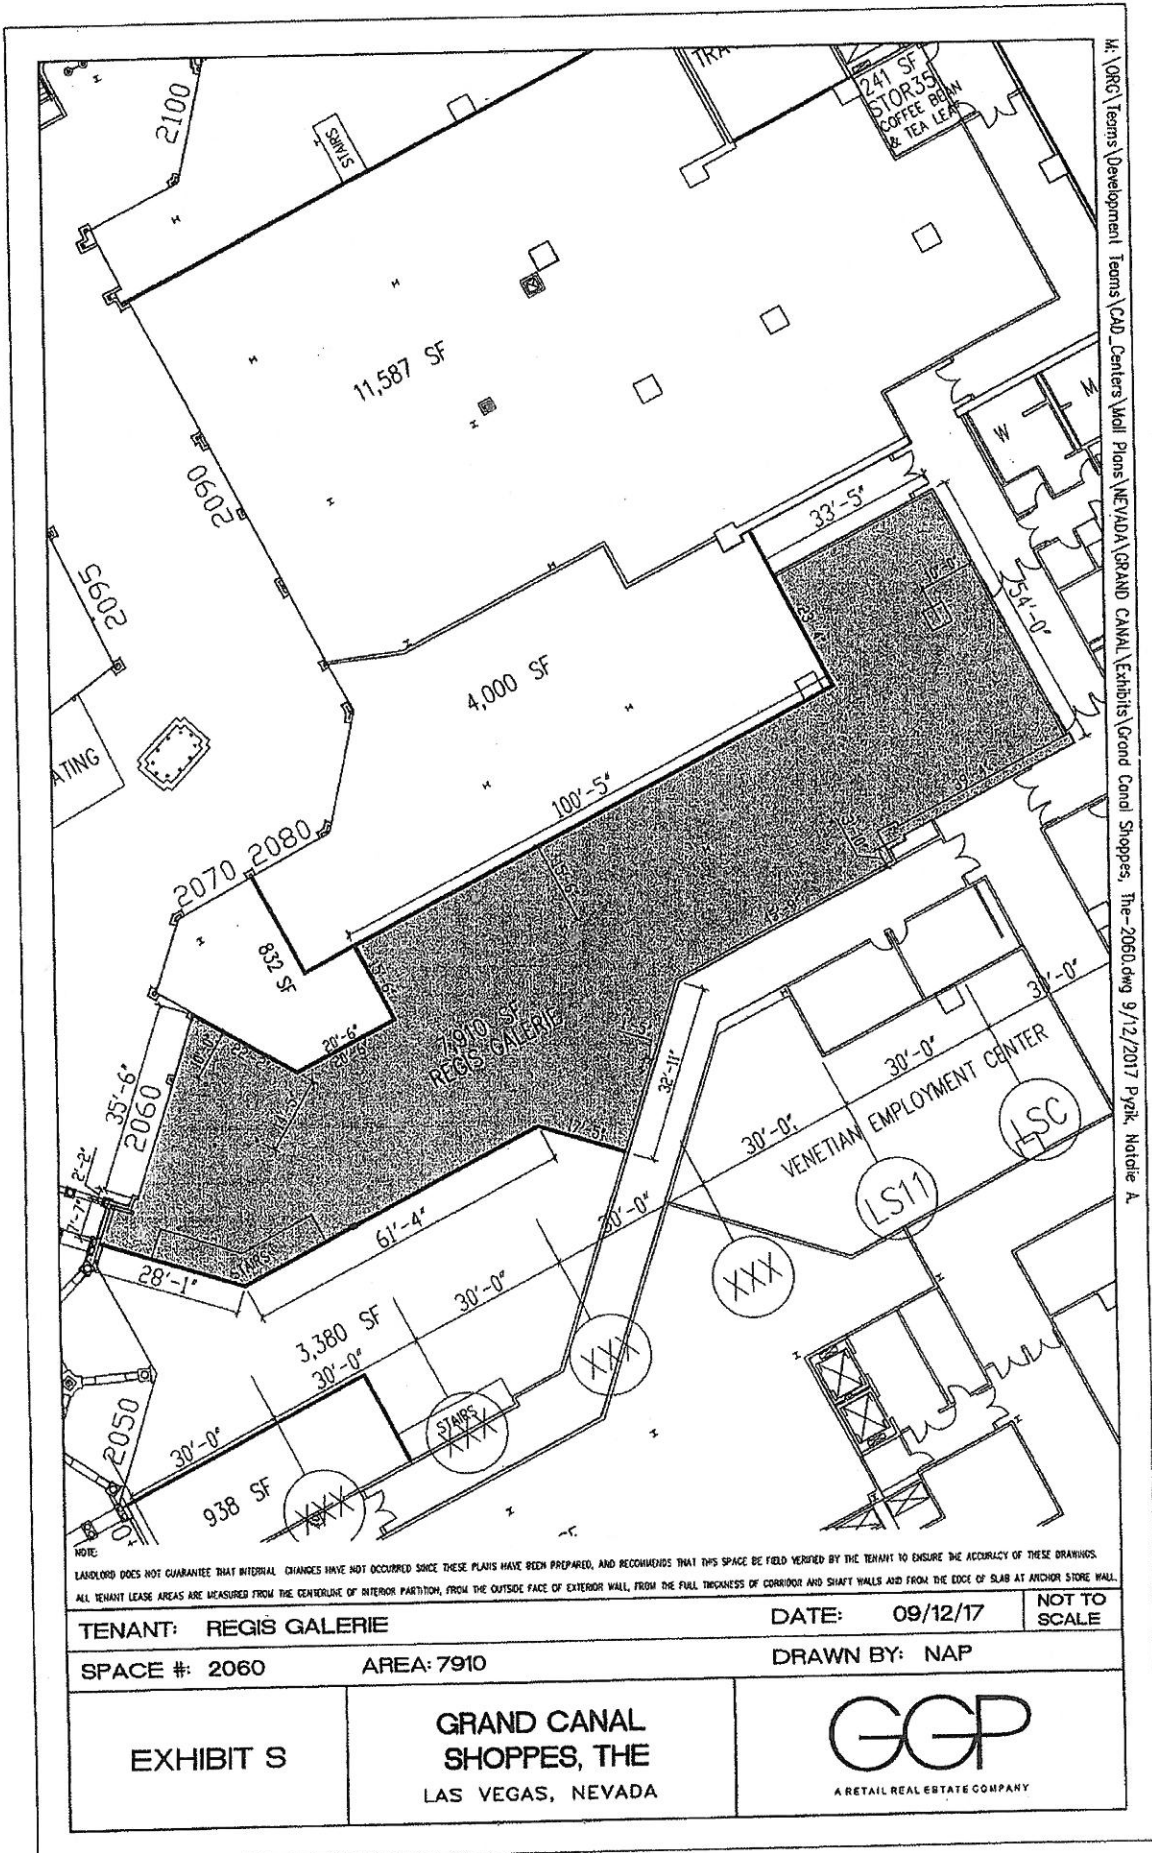 M:\ORG\Teams\Development Teams\CAD_Centers\Mall Plans\NEVADA\GRAND CANAL\Exhibits\Grand Canal Shoppes, The-2060.dwg 9/12/2017 Pyzik, Natalie A.
2100
STAIRS
241 SF
STOR35
COFFEE BEAN
& TEA LEAF
11,587 SF
2090
W
M
33'-5"
54'-0"
2095
23'-4"
4,000 SF
ATING
100'-5"
2070
2080
832 SF
20'-6"
7,910 SF
REGIS GALERIE
35'-6"
2060
2'-2"
7'-7"
32'-11"
30'-0"
30'-0"
VENETIAN EMPLOYMENT CENTER
LSC
LS11
XXX
30'-0"
61'-4"
STAIRS
28'-1"
30'-0"
3,380 SF
30'-0"
XXX
2050
30'-0"
STAIRS
XXX
938 SF
XXX
NOTE:
LANDLORD DOES NOT GUARANTEE THAT INTERNAL CHANGES HAVE NOT OCCURRED SINCE THESE PLANS HAVE BEEN PREPARED, AND RECOMMENDS THAT THIS SPACE BE FIELD VERIFIED BY THE TENANT TO ENSURE THE ACCURACY OF THESE DRAWINGS.
ALL TENANT LEASE AREAS ARE MEASURED FROM THE CENTERLINE OF INTERIOR PARTITION, FROM THE OUTSIDE FACE OF EXTERIOR WALL, FROM THE FULL THICKNESS OF CORRIDOR AND SHAFT WALLS AND FROM THE EDGE OF SLAB AT ANCHOR STORE WALL.
TENANT: REGIS GALERIE
DATE: 09/12/17
NOT TO
SCALE
SPACE #: 2060
AREA: 7910
DRAWN BY: NAP
EXHIBIT S
GRAND CANAL
SHOPPES, THE
LAS VEGAS, NEVADA
GGP
A RETAIL REAL ESTATE COMPANY